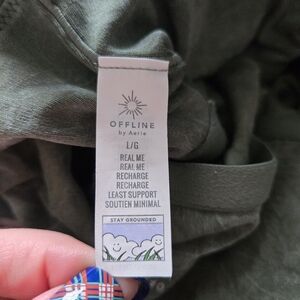 OFFLINE
by Aerie
L/G
REAL ME
REAL ME
RECHARGE
RECHARGE
LEAST SUPPORT
SOUTIEN MINIMAL
STAY GROUNDED